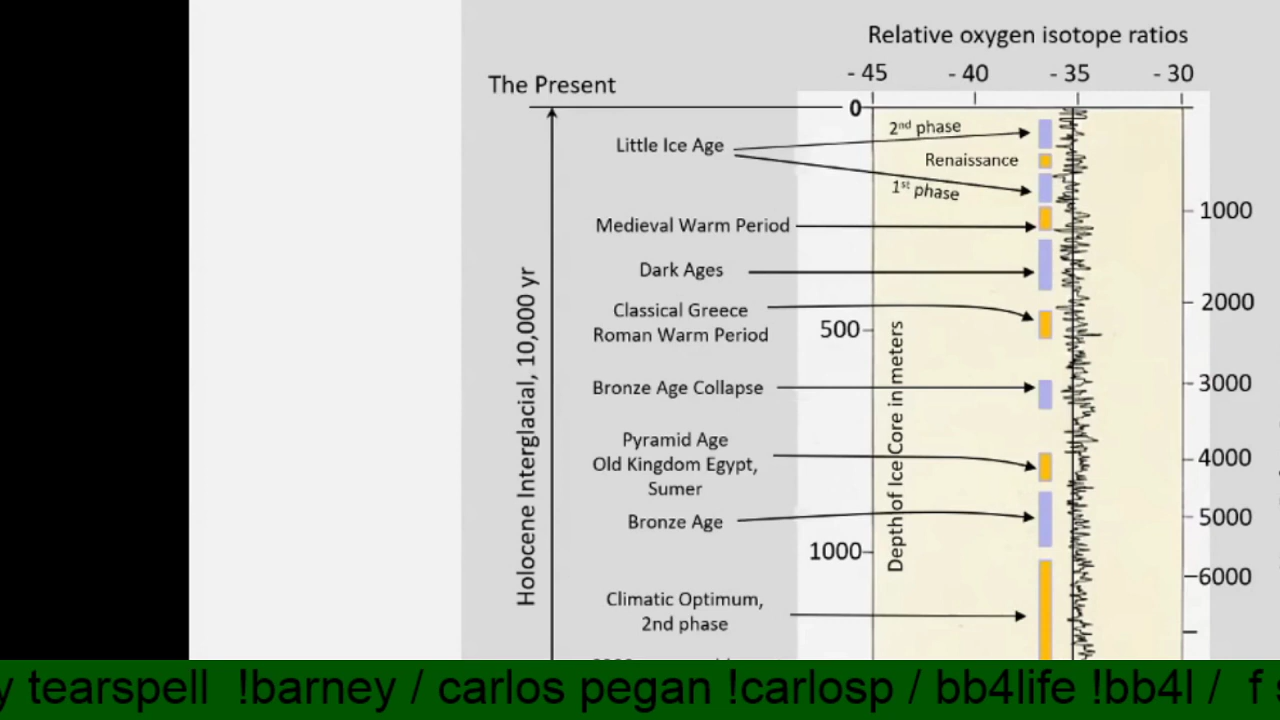 Relative oxygen isotope ratios
- 45 - 40 - 35 - 30
The Present
0
2nd phase
Little Ice Age
Renaissance
1st phase
1000
Medieval Warm Period
Dark Ages
2000
Classical Greece
Roman Warm Period
500
Bronze Age Collapse
3000
Pyramid Age
Old Kingdom Egypt,
Sumer
4000
Bronze Age
5000
1000
6000
Climatic Optimum,
2nd phase
Holocene Interglacial, 10,000 yr
Depth of Ice Core in meters
y tearspell !barney / carlos pegan !carlosp / bb4life !bb4l / f